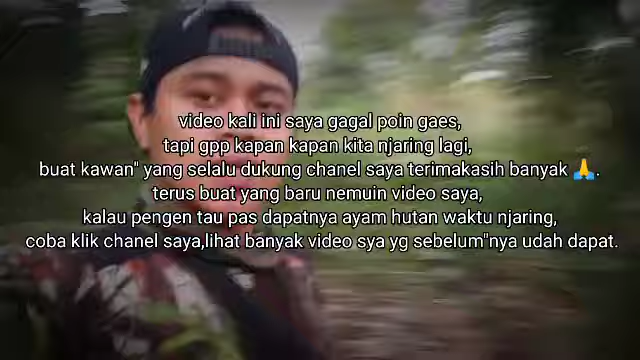 video kali ini saya gagal poin gaes,
tapi gpp kapan kapan kita njaring lagi,
buat kawan" yang selalu dukung chanel saya terimakasih banyak 🙏.
terus buat yang baru nemuin video saya,
kalau pengen tau pas dapatnya ayam hutan waktu njaring,
coba klik chanel saya,lihat banyak video sya yg sebelum"nya udah dapat.